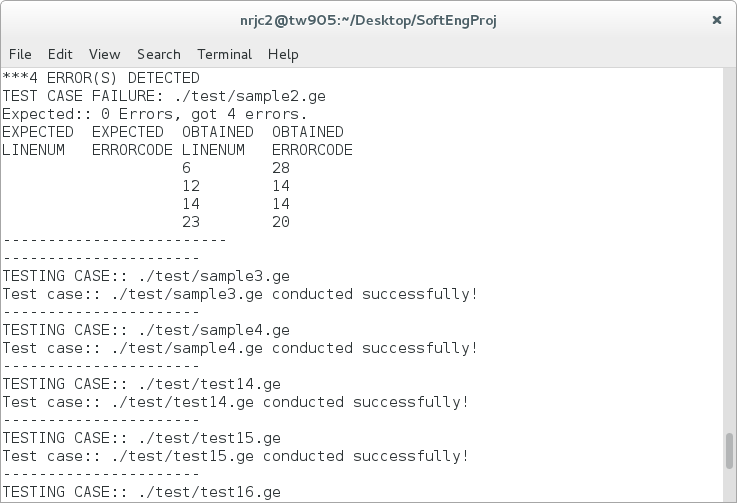 nrjc2@tw905:~/Desktop/SoftEngProj
File Edit View Search Terminal Help
***4 ERROR(S) DETECTED
TEST CASE FAILURE: ./test/sample2.ge
Expected:: 0 Errors, got 4 errors.
EXPECTED  EXPECTED  OBTAINED  OBTAINED
LINENUM   ERRORCODE LINENUM   ERRORCODE
                    6         28
                    12        14
                    14        14
                    23        20
-------------------------
----------------------
TESTING CASE:: ./test/sample3.ge
Test case:: ./test/sample3.ge conducted successfully!
----------------------
TESTING CASE:: ./test/sample4.ge
Test case:: ./test/sample4.ge conducted successfully!
----------------------
TESTING CASE:: ./test/test14.ge
Test case:: ./test/test14.ge conducted successfully!
----------------------
TESTING CASE:: ./test/test15.ge
Test case:: ./test/test15.ge conducted successfully!
----------------------
TESTING CASE:: ./test/test16.ge